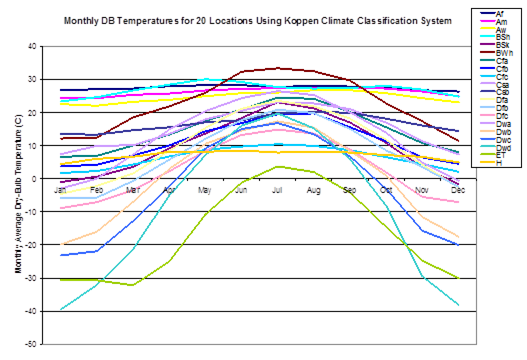 Monthly DB Temperatures for 20 Locations Using Koppen Climate Classification System
Monthly Average Dry-Bulb Temperature (C)
40
30
20
10
0
-10
-20
-30
-40
-50
Jan
Feb
Mar
Apr
May
Jun
Jul
Aug
Sep
Oct
Nov
Dec
Af
Am
Aw
BSh
BSk
BWh
Cfa
Cfb
Cfc
Csa
Dfa
Dfb
Dfc
Dwa
Dwb
Dwc
Dwd
ET
H